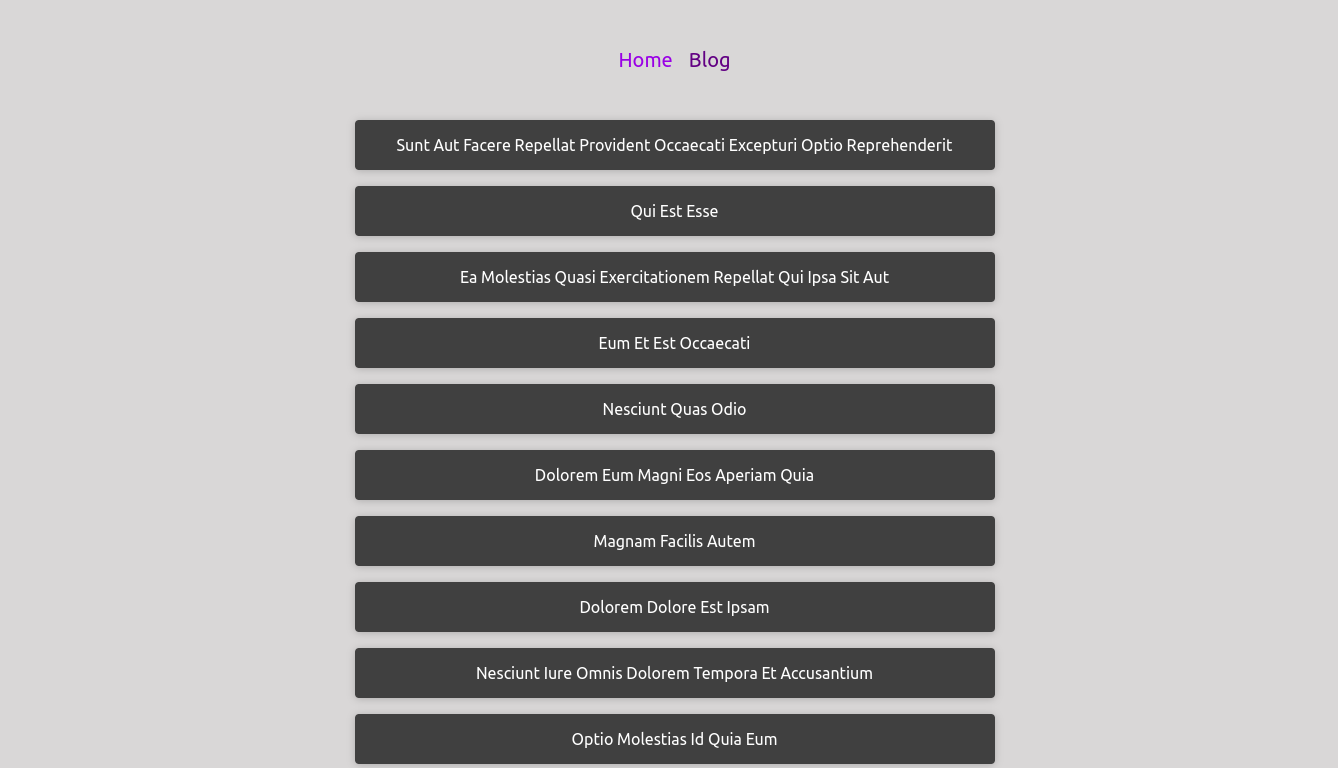 Home Blog
Sunt Aut Facere Repellat Provident Occaecati Excepturi Optio Reprehenderit
Qui Est Esse
Ea Molestias Quasi Exercitationem Repellat Qui Ipsa Sit Aut
Eum Et Est Occaecati
Nesciunt Quas Odio
Dolorem Eum Magni Eos Aperiam Quia
Magnam Facilis Autem
Dolorem Dolore Est Ipsam
Nesciunt Iure Omnis Dolorem Tempora Et Accusantium
Optio Molestias Id Quia Eum